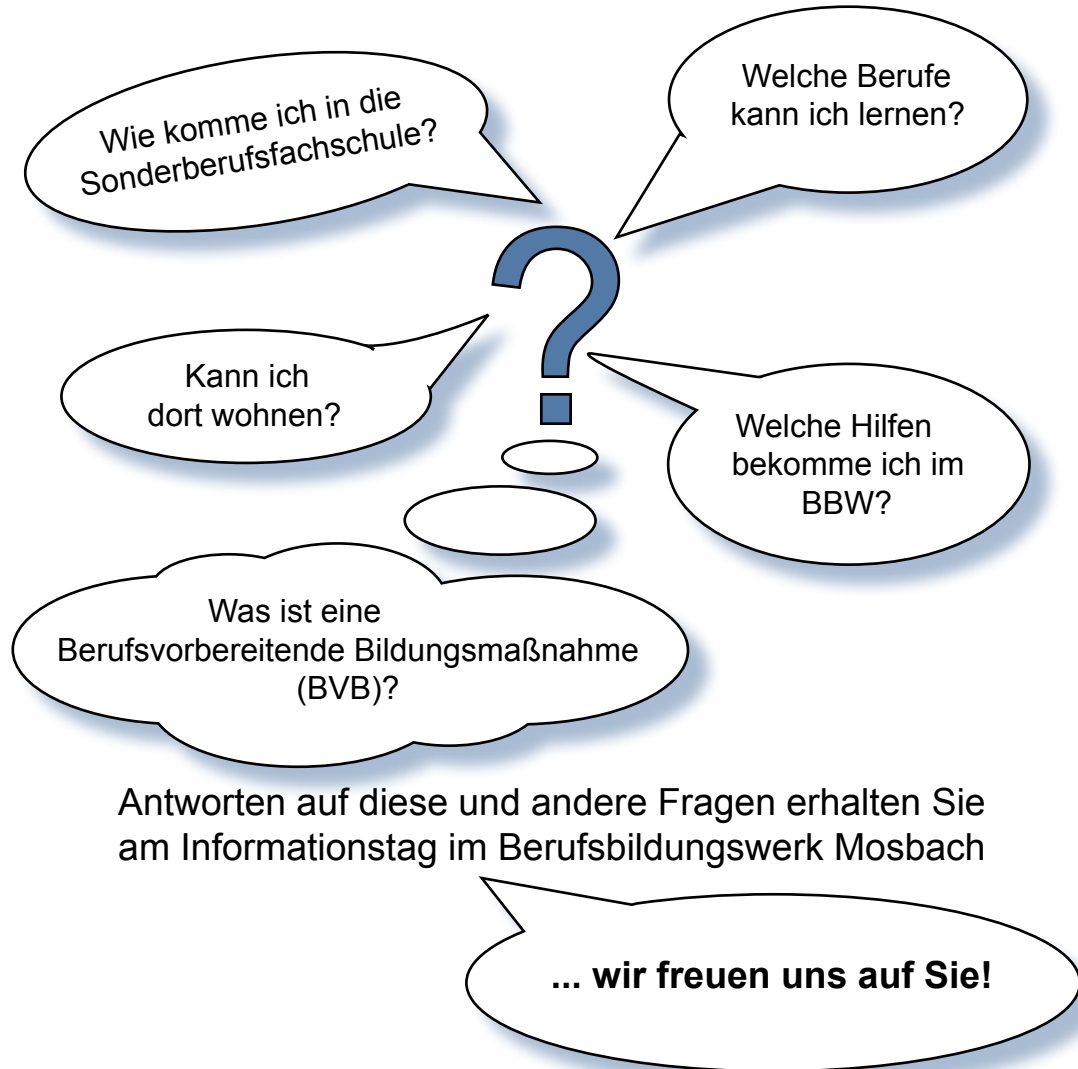 Wie komme ich in die
Sonderberufsfachschule?
Welche Berufe
kann ich lernen?
Kann ich
dort wohnen?
Welche Hilfen
bekomme ich im
BBW?
Was ist eine
Berufsvorbereitende Bildungsmaßnahme
(BVB)?
Antworten auf diese und andere Fragen erhalten Sie
am Informationstag im Berufsbildungswerk Mosbach
... wir freuen uns auf Sie!